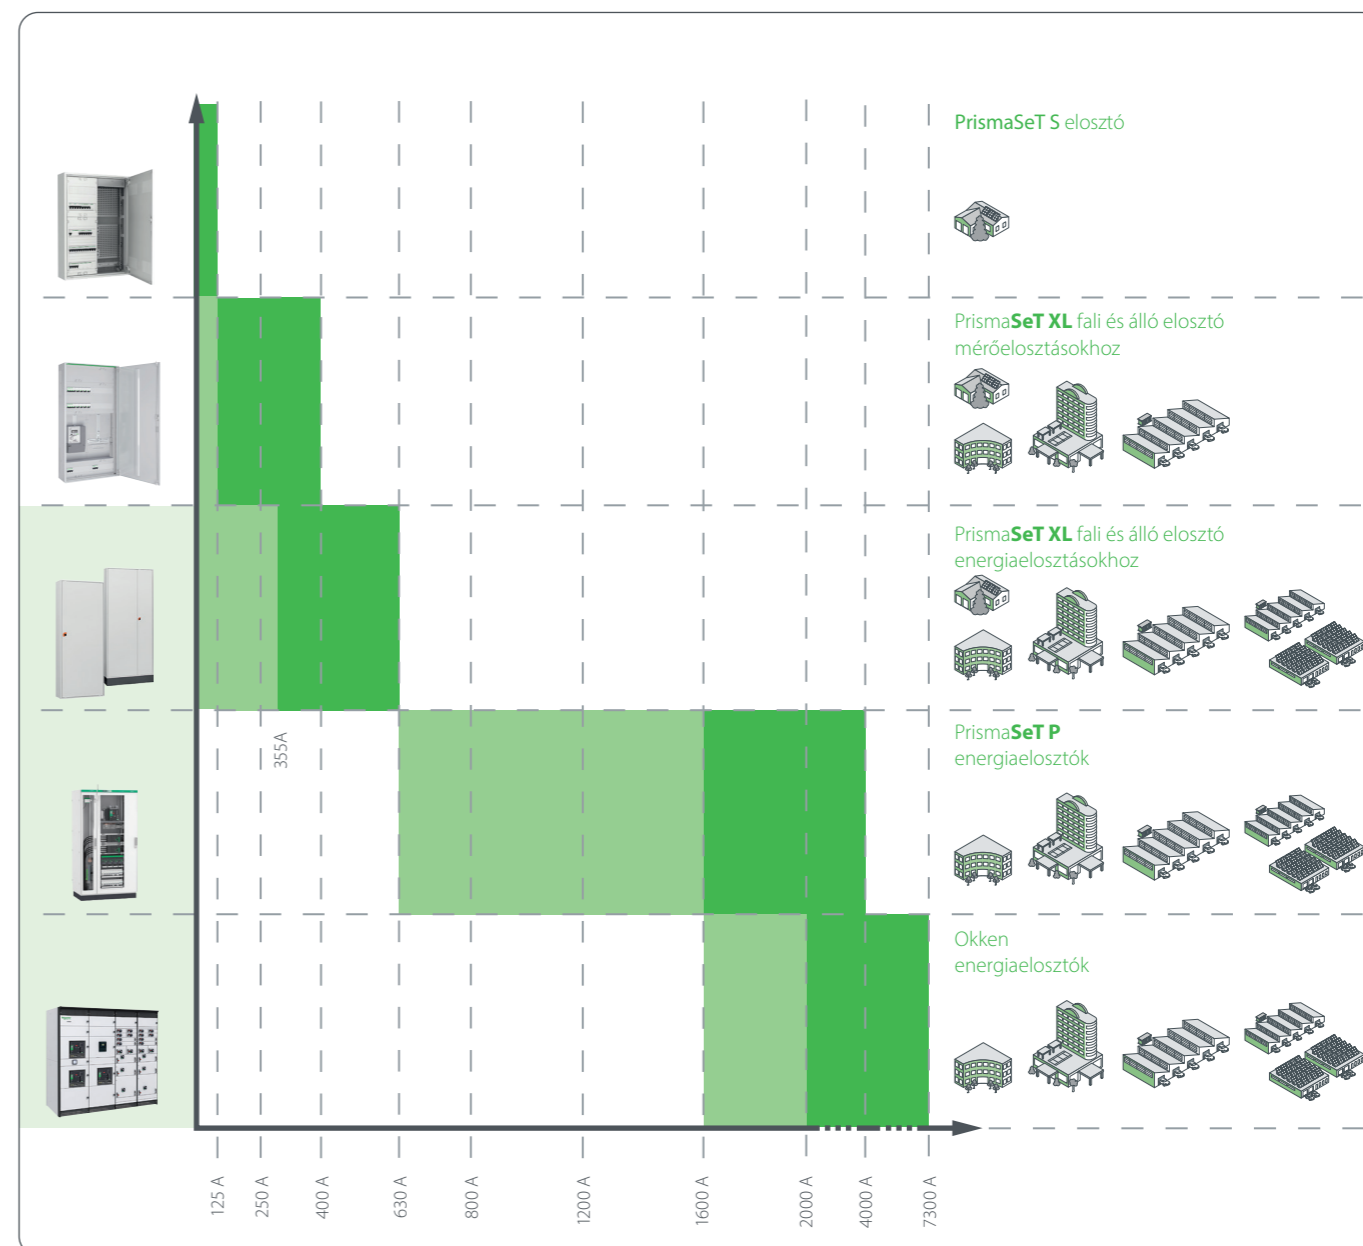 PrismaSeT S elosztó
PrismaSeT XL fali és álló elosztó
mérőelosztásokhoz
PrismaSeT XL fali és álló elosztó
energiaelosztásokhoz
355A
PrismaSeT P
energiaelosztók
Okken
energiaelosztók
125 A
250 A
400 A
630 A
800 A
1200 A
1600 A
2000 A
4000 A
7300 A